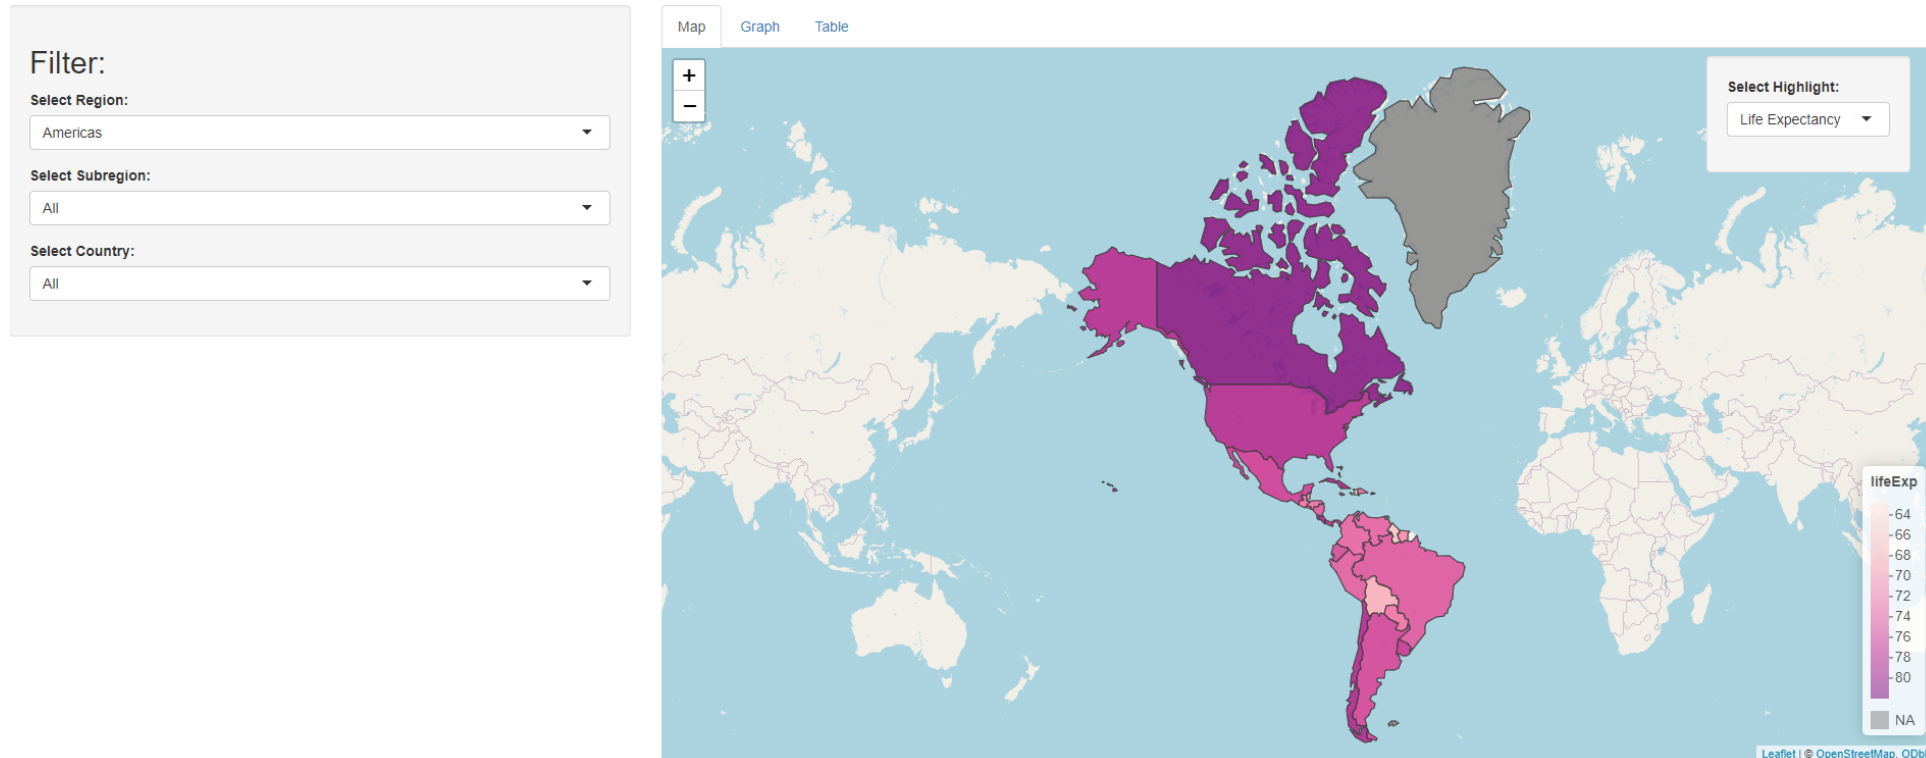 Filter:
Select Region:
Americas
Select Subregion:
All
Select Country:
All
Map Graph Table
+
−
Select Highlight:
Life Expectancy
lifeExp
64
66
68
70
72
74
76
78
80
NA
Leaflet | © OpenStreetMap, ODbl